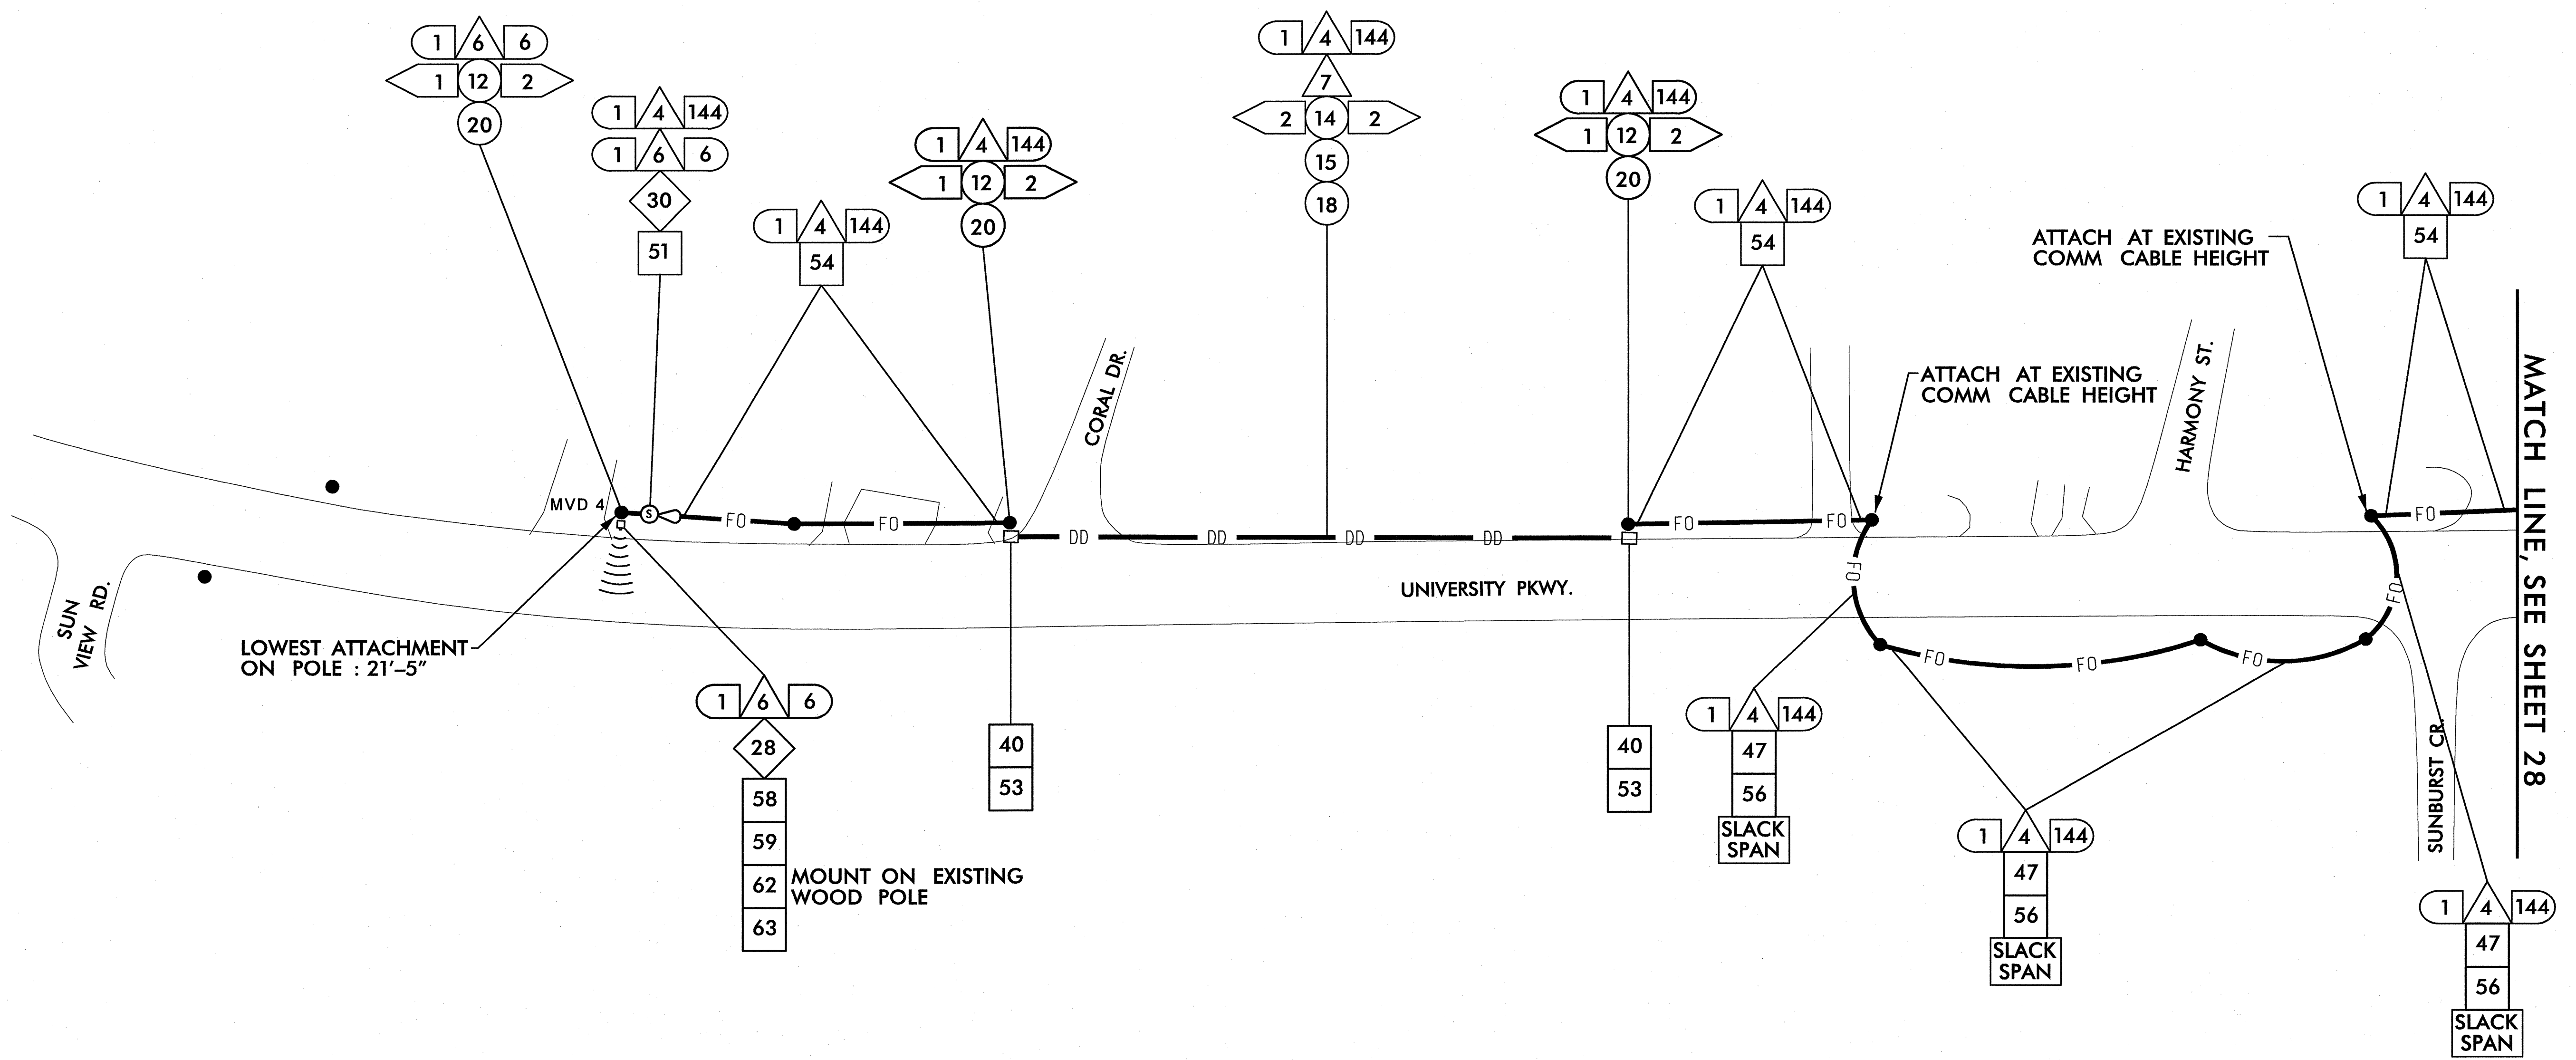 1 6 6
1 12 2
20
1 4 144
1 6 6
30
51
1 4 144
54
1 4 144
1 12 2
20
1 4 144
7
2 14 2
15
18
1 4 144
1 12 2
20
1 4 144
54
ATTACH AT EXISTING
COMM CABLE HEIGHT
1 4 144
54
ATTACH AT EXISTING
COMM CABLE HEIGHT
CORAL DR.
HARMONY ST.
MATCH LINE, SEE SHEET 28
MVD 4
S
FO
FO
DD
DD
DD
DD
FO
FO
FO
FO
FO
FO
FO
FO
UNIVERSITY PKWY.
SUN
VIEW RD.
LOWEST ATTACHMENT
ON POLE : 21'–5"
1 6 6
28
58
59
62
63
MOUNT ON EXISTING
WOOD POLE
40
53
40
53
1 4 144
47
56
SLACK
SPAN
1 4 144
47
56
SLACK
SPAN
SUNBURST CR.
1 4 144
47
56
SLACK
SPAN